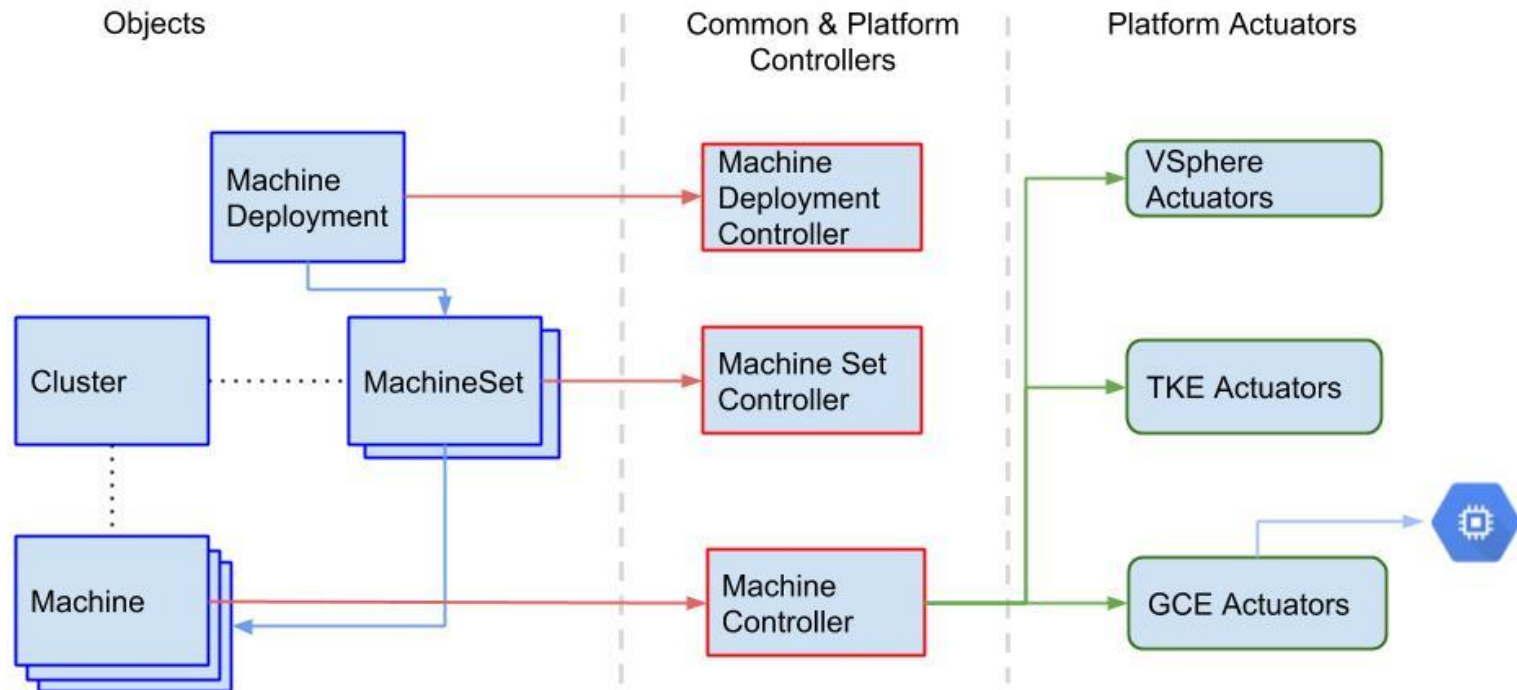 Objects
Common & Platform
Controllers
Platform Actuators
Machine
Deployment
Machine
Deployment
Controller
VSphere
Actuators
Cluster
MachineSet
Machine Set
Controller
TKE Actuators
Machine
Machine
Controller
GCE Actuators